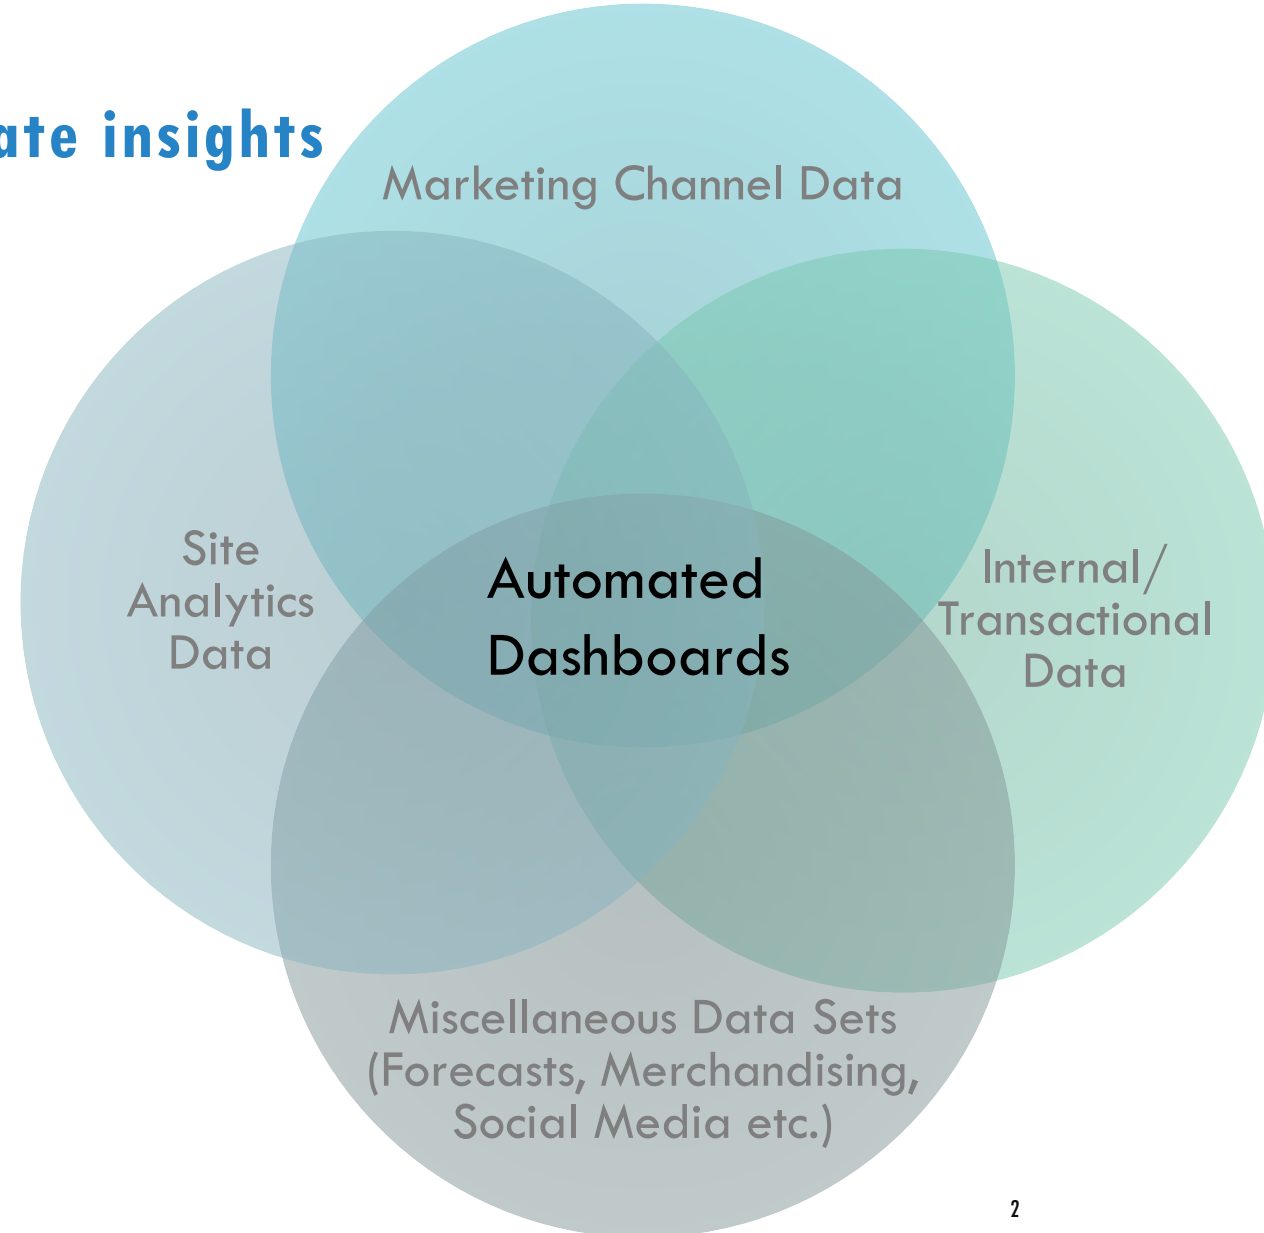 ate insights
Marketing Channel Data
Site
Analytics
Data
Automated
Dashboards
Internal/
Transactional
Data
Miscellaneous Data Sets
(Forecasts, Merchandising,
Social Media etc.)
2